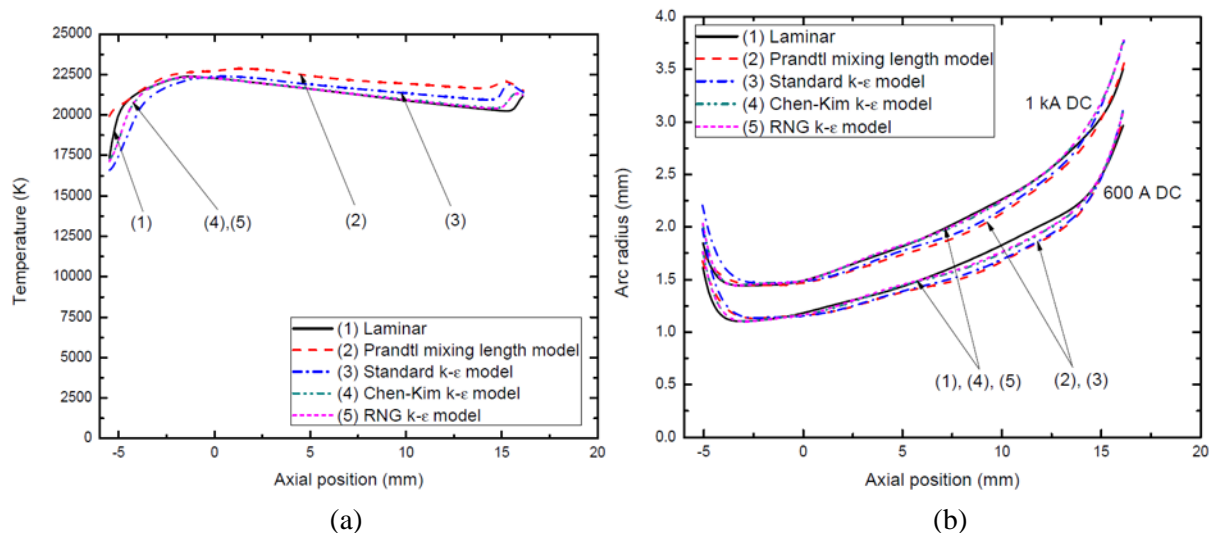 25000
22500
20000
17500
15000
12500
10000
7500
5000
2500
0
Temperature (K)
(1)
(4),(5)
(2)
(3)
(1) Laminar
(2) Prandtl mixing length model
(3) Standard k-ε model
(4) Chen-Kim k-ε model
(5) RNG k-ε model
-5 0 5 10 15 20
Axial position (mm)
(a)
4.0
3.5
3.0
2.5
2.0
1.5
1.0
0.5
0.0
Arc radius (mm)
(1) Laminar
(2) Prandtl mixing length model
(3) Standard k-ε model
(4) Chen-Kim k-ε model
(5) RNG k-ε model
1 kA DC
600 A DC
(1), (4), (5)
(2), (3)
-5 0 5 10 15 20
Axial position (mm)
(b)